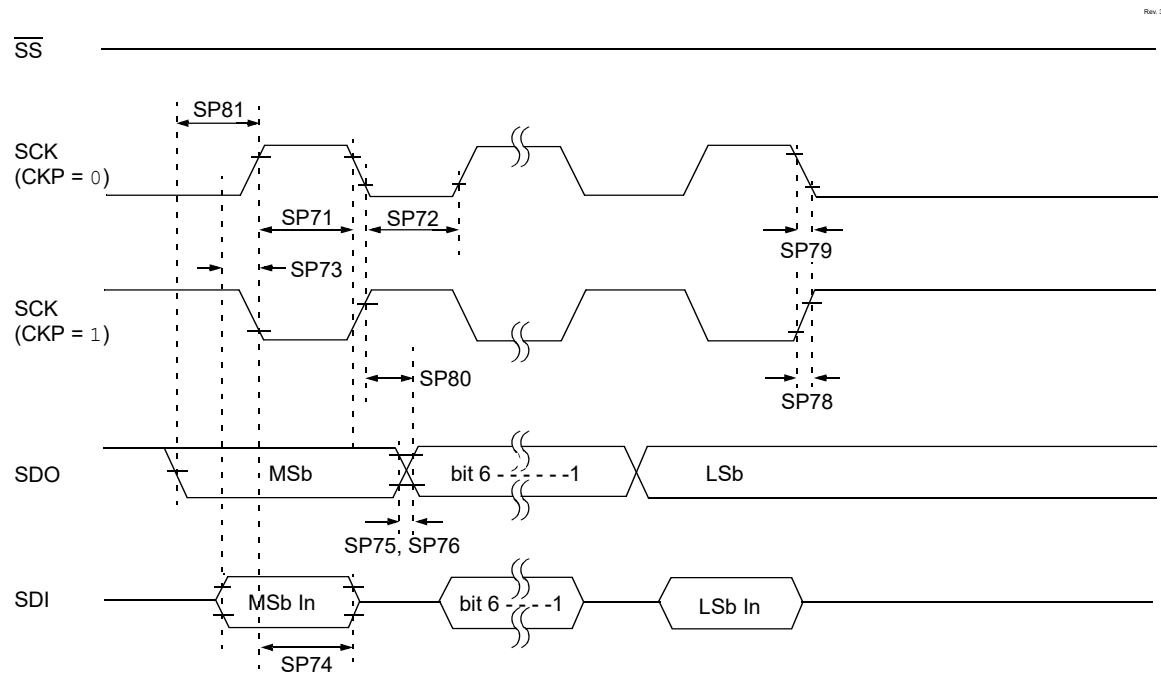 Rev. 3
SS
SP81
SCK
(CKP = 0)
SP71
SP72
SP79
SP73
SCK
(CKP = 1)
SP80
SP78
SDO
MSb
bit 6 - - - - - -1
LSb
SP75, SP76
SDI
MSb In
bit 6 - - - - -1
LSb In
SP74